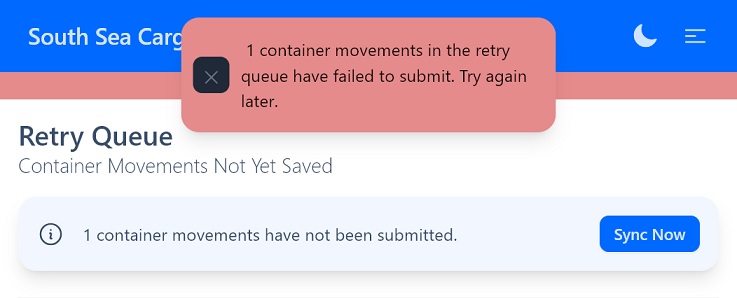 South Sea Carg
1 container movements in the retry
queue have failed to submit. Try again
later.
Retry Queue
Container Movements Not Yet Saved
1 container movements have not been submitted.
Sync Now